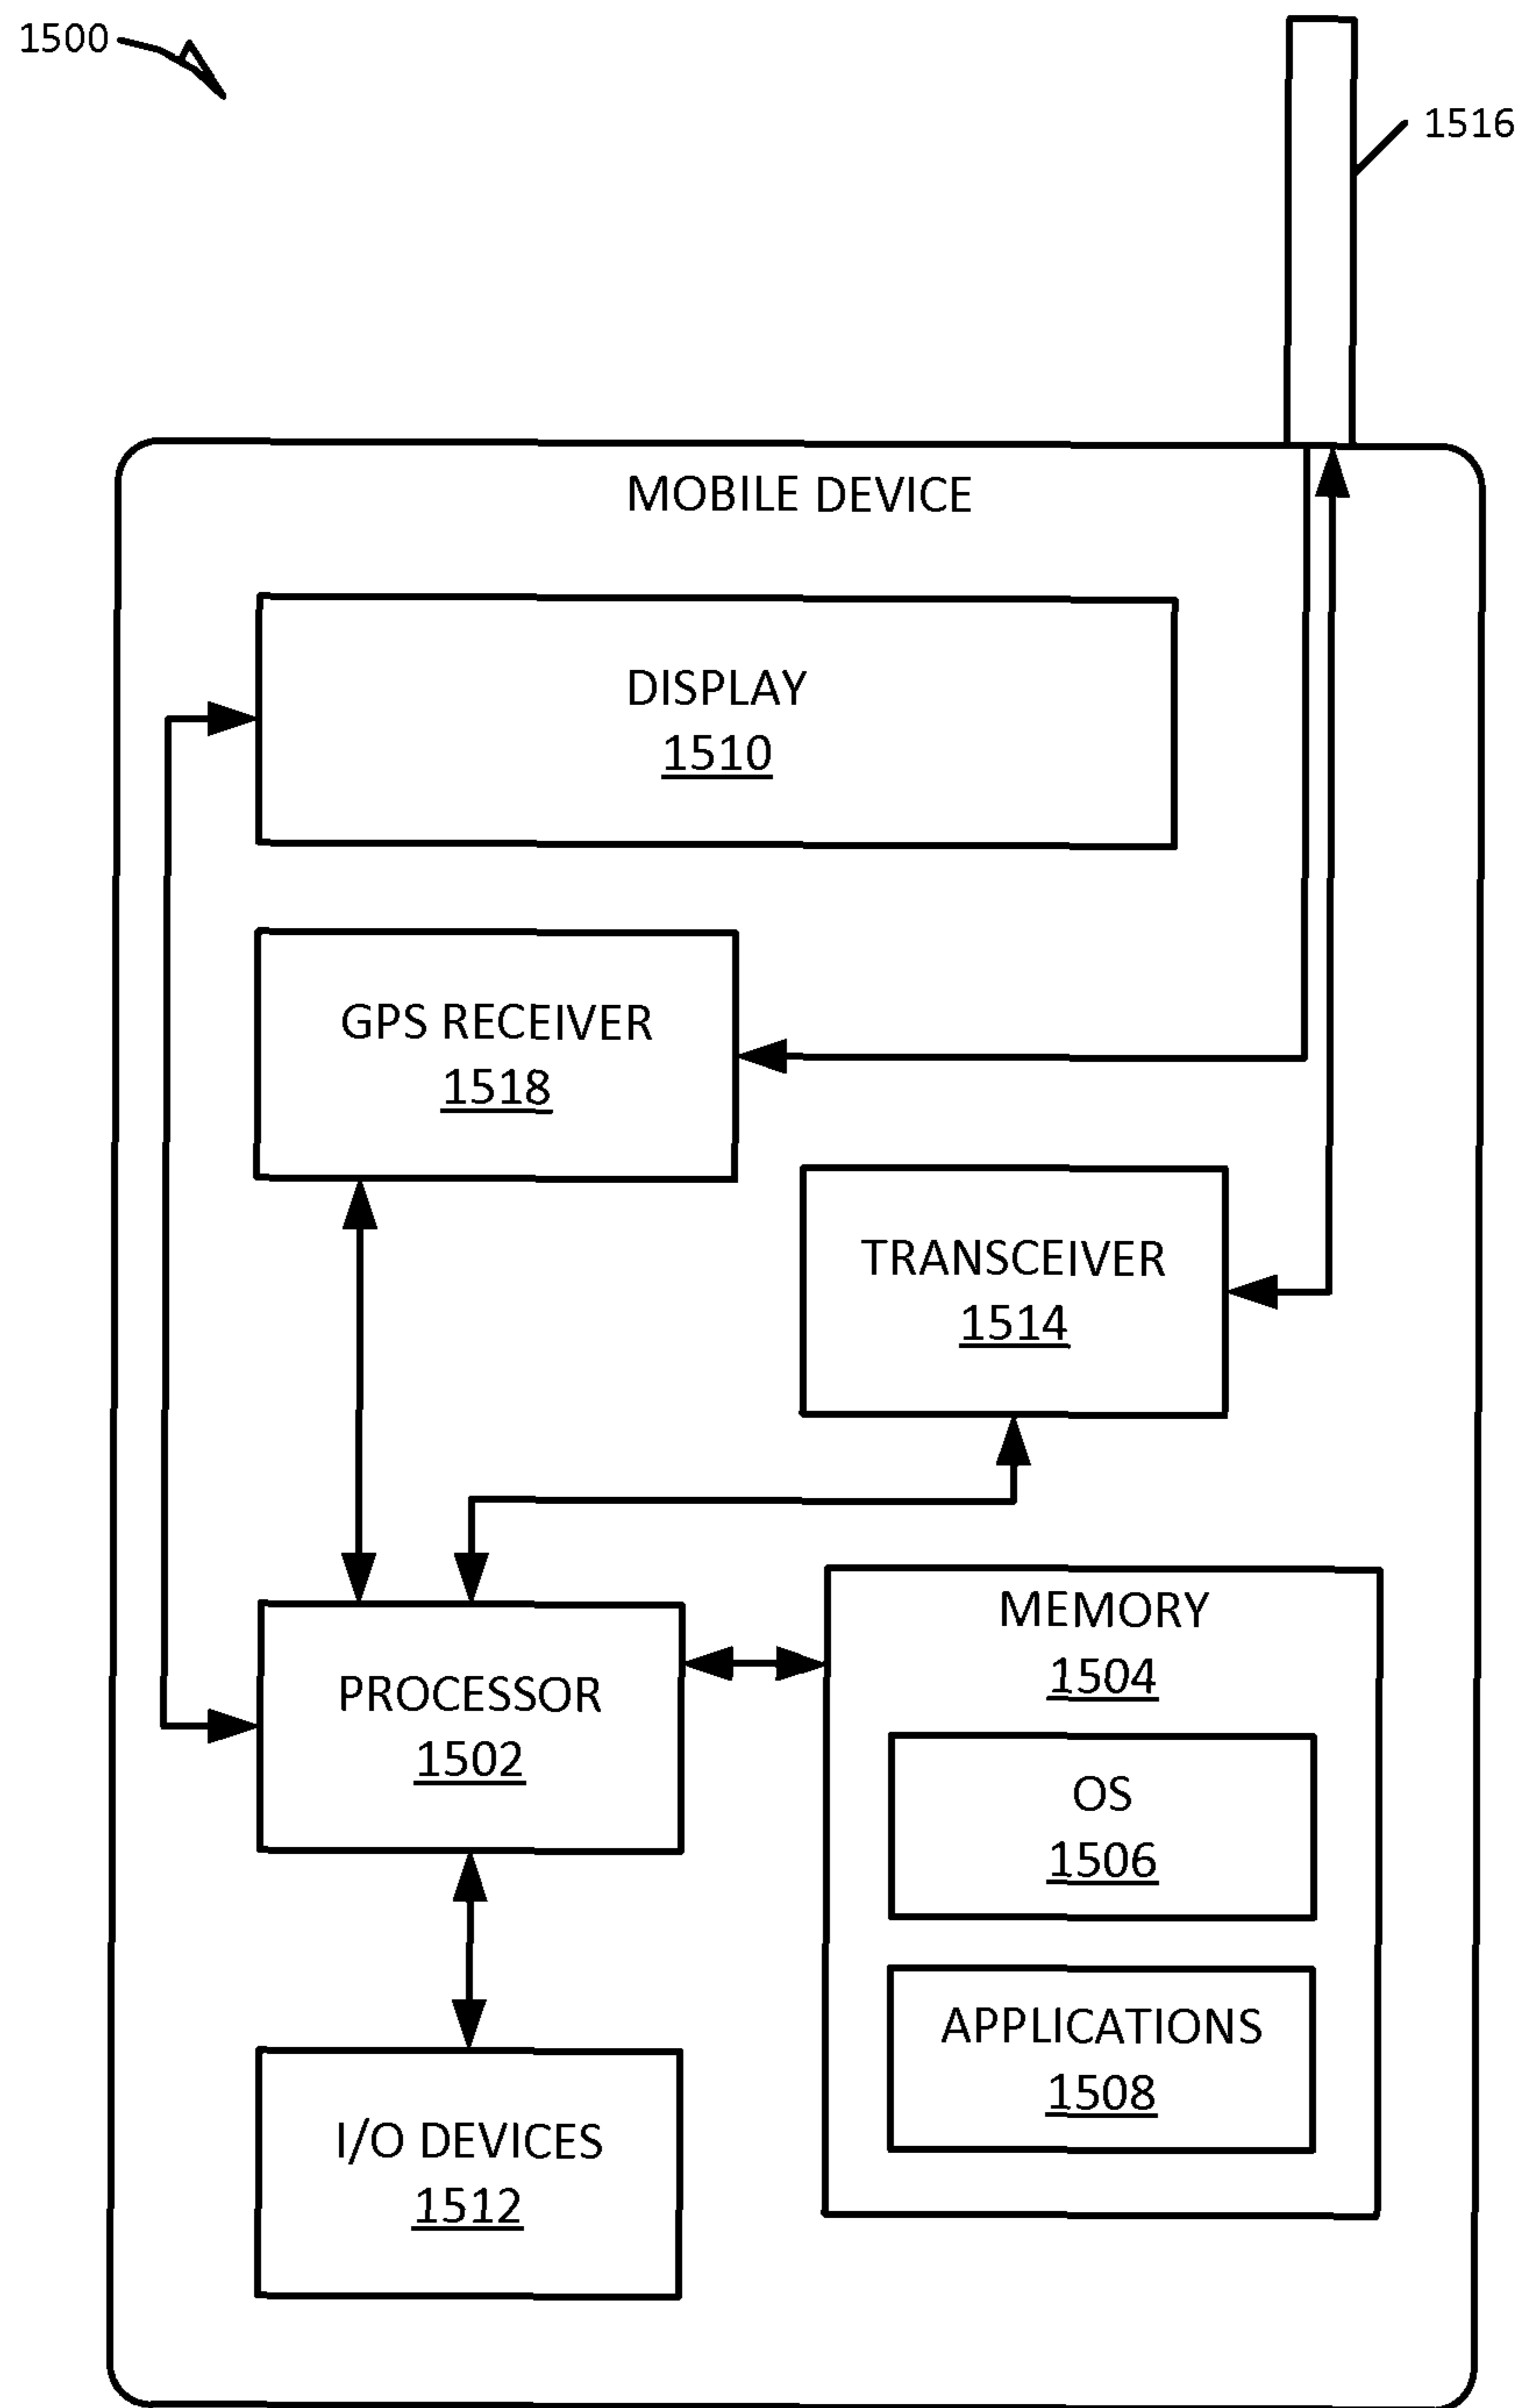 1500
1516
MOBILE DEVICE
DISPLAY
1510
GPS RECEIVER
1518
TRANSCEIVER
1514
MEMORY
1504
PROCESSOR
1502
OS
1506
APPLICATIONS
1508
I/O DEVICES
1512